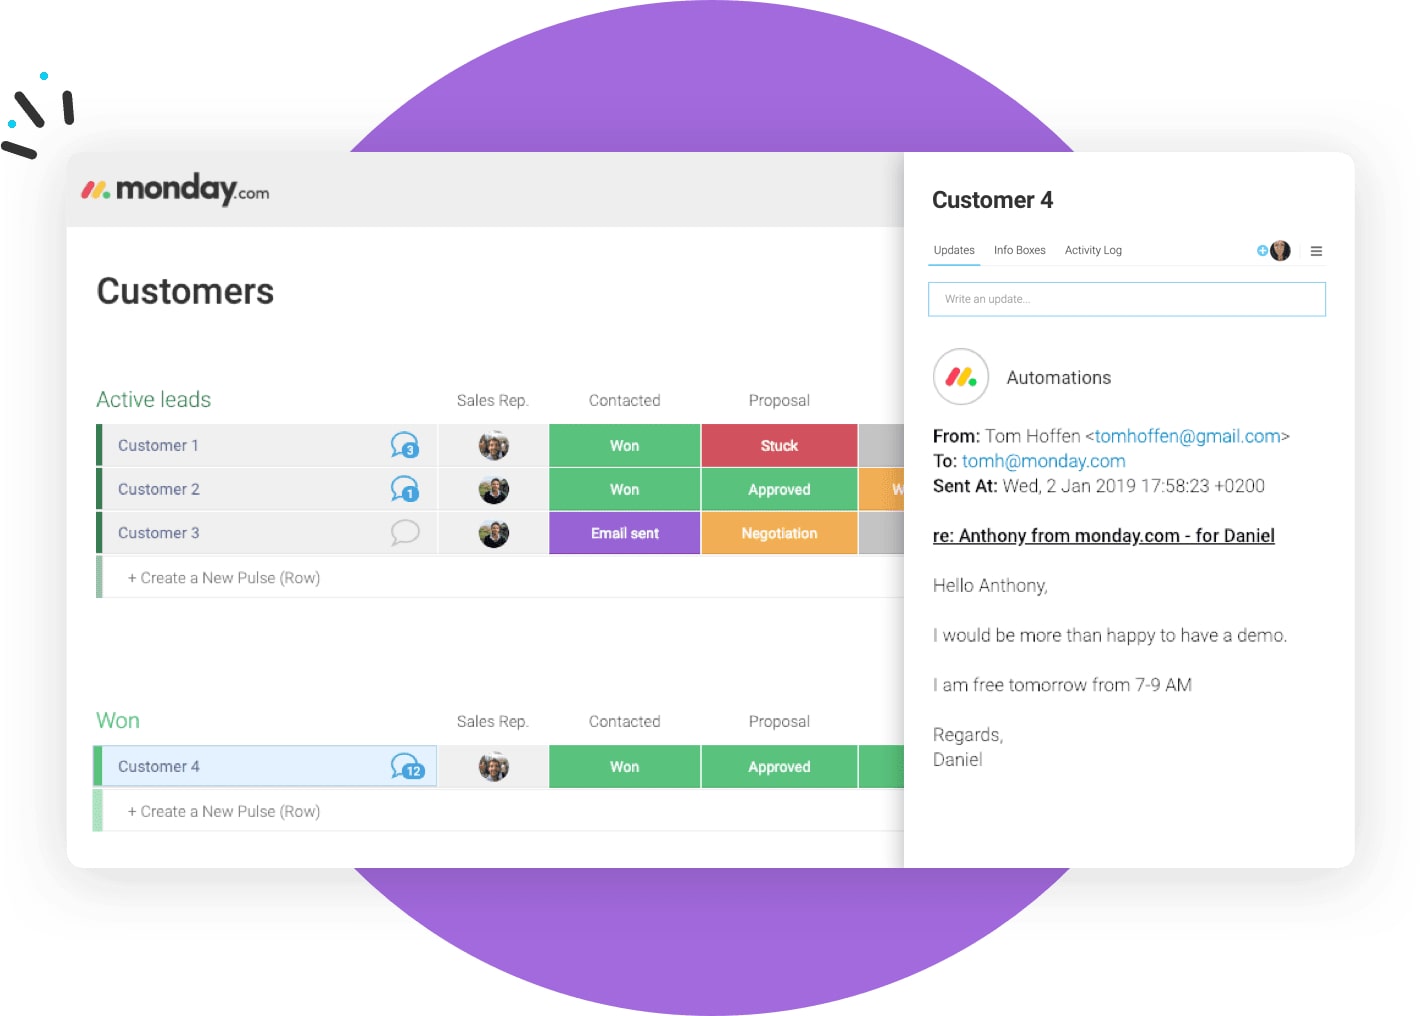 monday.com
Customers
Active leads
Sales Rep.
Contacted
Proposal
Customer 1
3
Won
Stuck
Customer 2
1
Won
Approved
Customer 3
Email sent
Negotiation
+ Create a New Pulse (Row)
Won
Sales Rep.
Contacted
Proposal
Customer 4
12
Won
Approved
+ Create a New Pulse (Row)
Customer 4
Updates
Info Boxes
Activity Log
Write an update...
Automations
From: Tom Hoffen <tomhoffen@gmail.com>
To: tomh@monday.com
Sent At: Wed, 2 Jan 2019 17:58:23 +0200
re: Anthony from monday.com - for Daniel
Hello Anthony,
I would be more than happy to have a demo.
I am free tomorrow from 7-9 AM
Regards,
Daniel